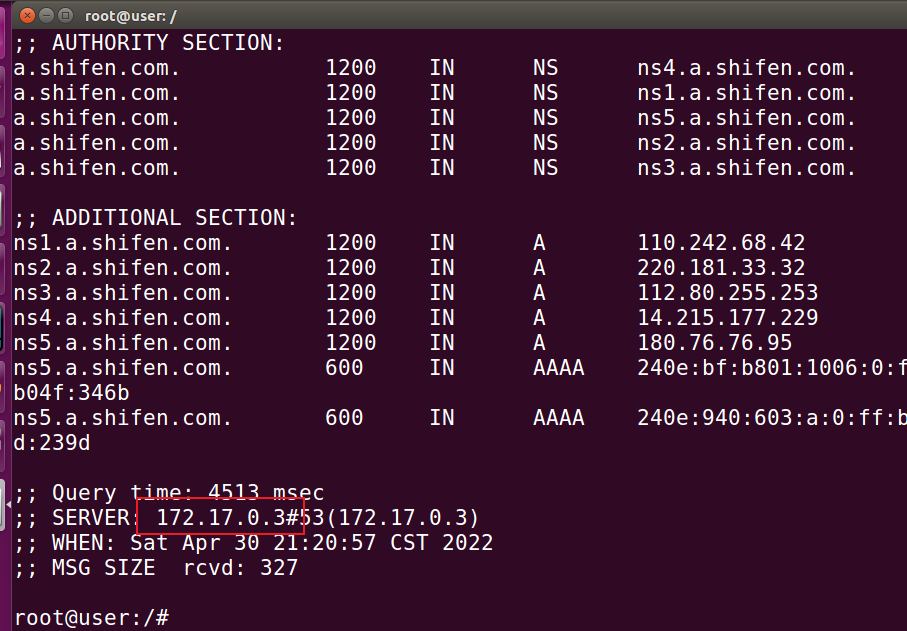 root@user: /
;; AUTHORITY SECTION:
a.shifen.com. 1200 IN NS ns4.a.shifen.com.
a.shifen.com. 1200 IN NS ns1.a.shifen.com.
a.shifen.com. 1200 IN NS ns5.a.shifen.com.
a.shifen.com. 1200 IN NS ns2.a.shifen.com.
a.shifen.com. 1200 IN NS ns3.a.shifen.com.
;; ADDITIONAL SECTION:
ns1.a.shifen.com. 1200 IN A 110.242.68.42
ns2.a.shifen.com. 1200 IN A 220.181.33.32
ns3.a.shifen.com. 1200 IN A 112.80.255.253
ns4.a.shifen.com. 1200 IN A 14.215.177.229
ns5.a.shifen.com. 1200 IN A 180.76.76.95
ns5.a.shifen.com. 600 IN AAAA 240e:bf:b801:1006:0:f
b04f:346b
ns5.a.shifen.com. 600 IN AAAA 240e:940:603:a:0:ff:b
d:239d
;; Query time: 4513 msec
;; SERVER: 172.17.0.3#53(172.17.0.3)
;; WHEN: Sat Apr 30 21:20:57 CST 2022
;; MSG SIZE  rcvd: 327
root@user:/#